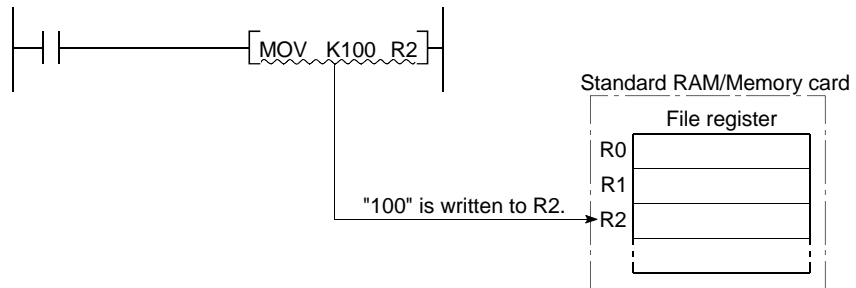 MOV K100 R2
Standard RAM/Memory card
File register
R0
R1
"100" is written to R2.
R2